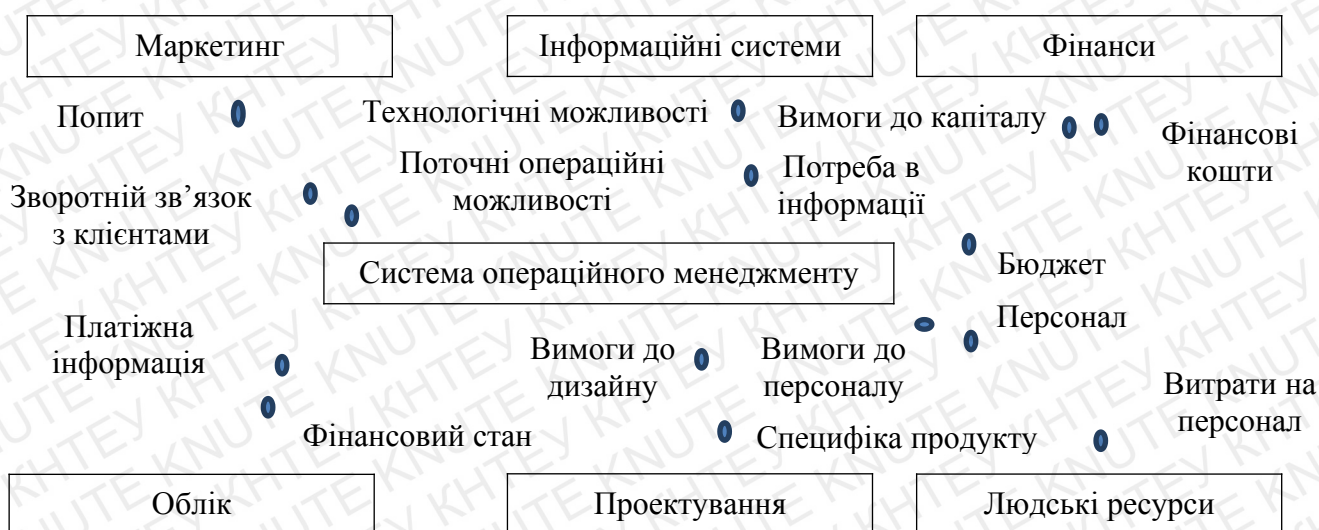 Маркетинг
Інформаційні системи
Фінанси
Попит
Технологічні можливості
Вимоги до капіталу
Фінансові
кошти
Зворотній зв’язок
з клієнтами
Поточні операційні
можливості
Потреба в
інформації
Система операційного менеджменту
Бюджет
Персонал
Платіжна
інформація
Вимоги до
дизайну
Вимоги до
персоналу
Витрати на
персонал
Фінансовий стан
Специфіка продукту
Облік
Проектування
Людські ресурси